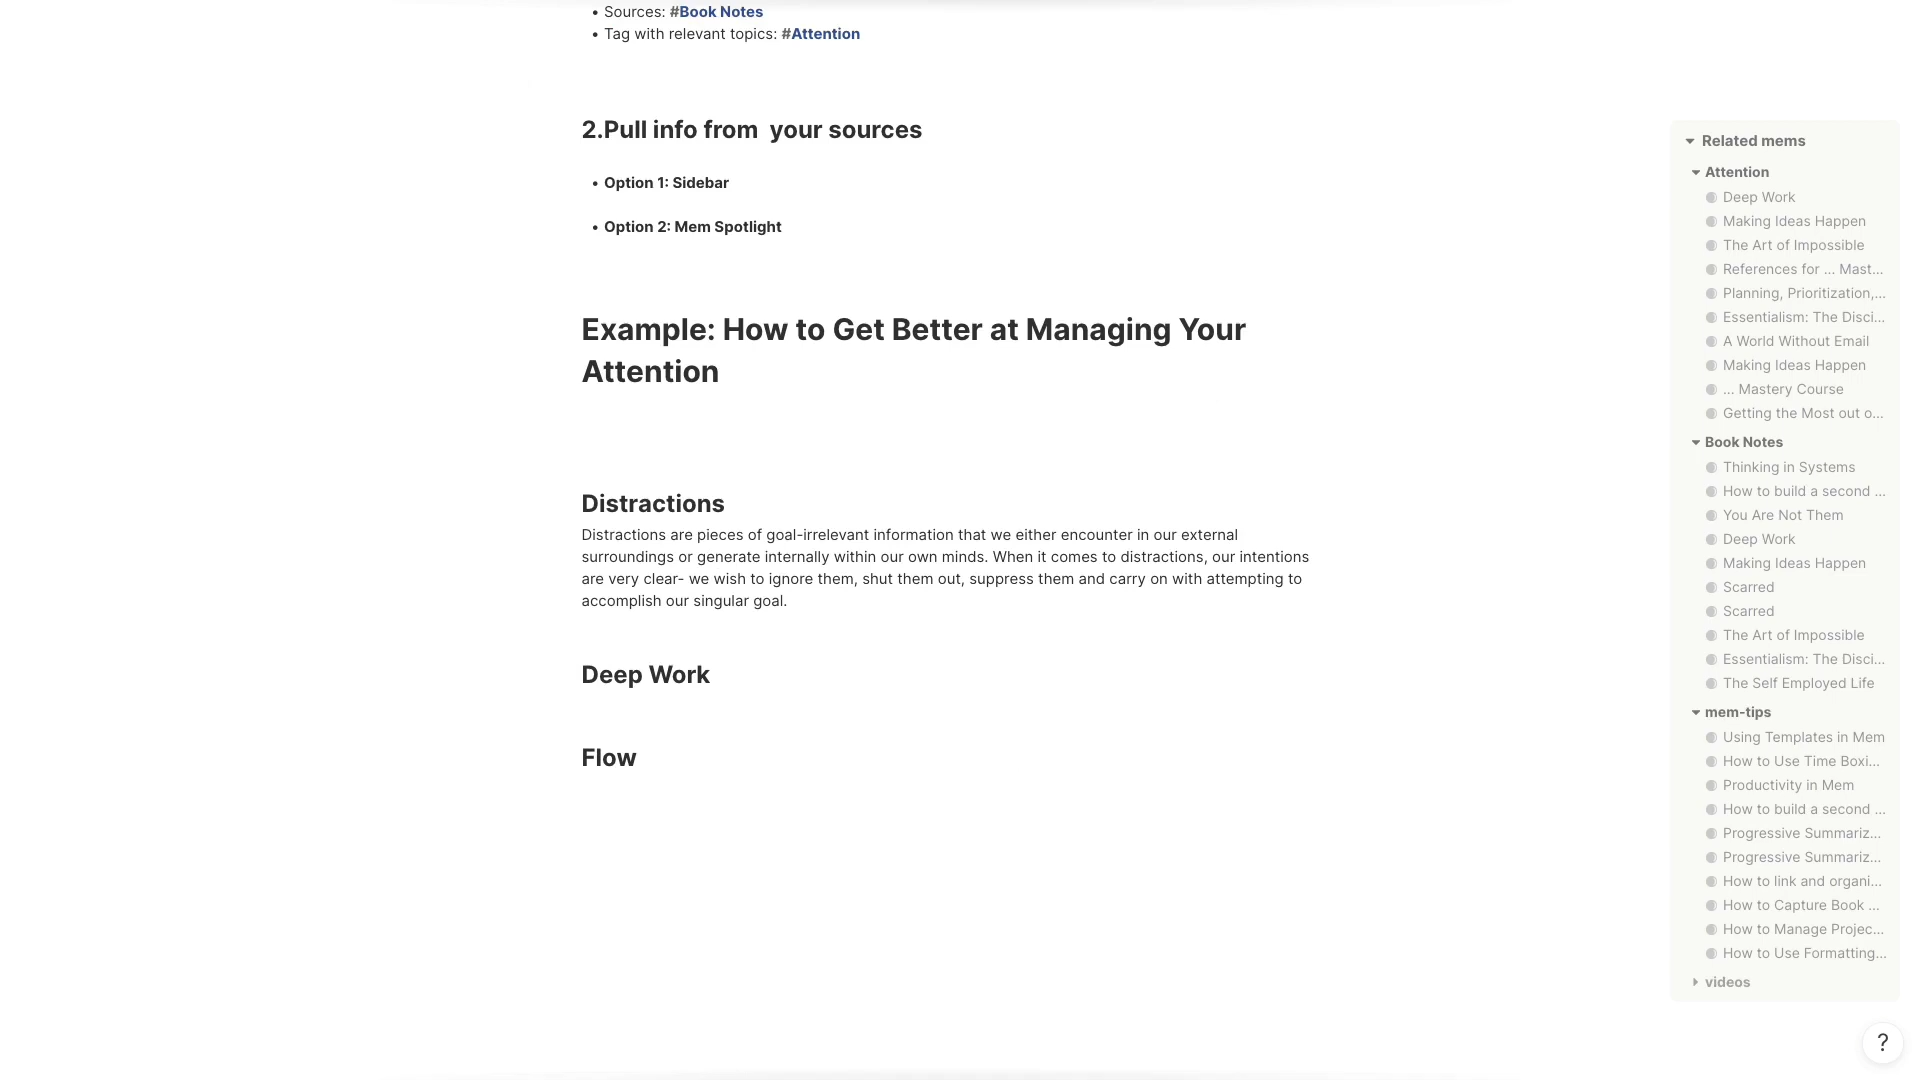 • Sources: #Book Notes
• Tag with relevant topics: #Attention
2.Pull info from  your sources
• Option 1: Sidebar
• Option 2: Mem Spotlight
Example: How to Get Better at Managing Your
Attention
Distractions
Distractions are pieces of goal-irrelevant information that we either encounter in our external
surroundings or generate internally within our own minds. When it comes to distractions, our intentions
are very clear- we wish to ignore them, shut them out, suppress them and carry on with attempting to
accomplish our singular goal.
Deep Work
Flow
Related mems
Attention
Deep Work
Making Ideas Happen
The Art of Impossible
References for ... Mast...
Planning, Prioritization,...
Essentialism: The Disci...
A World Without Email
Making Ideas Happen
... Mastery Course
Getting the Most out o...
Book Notes
Thinking in Systems
How to build a second ...
You Are Not Them
Deep Work
Making Ideas Happen
Scarred
Scarred
The Art of Impossible
Essentialism: The Disci...
The Self Employed Life
mem-tips
Using Templates in Mem
How to Use Time Boxi...
Productivity in Mem
How to build a second ...
Progressive Summariz...
Progressive Summariz...
How to link and organi...
How to Capture Book ...
How to Manage Projec...
How to Use Formatting...
videos
?